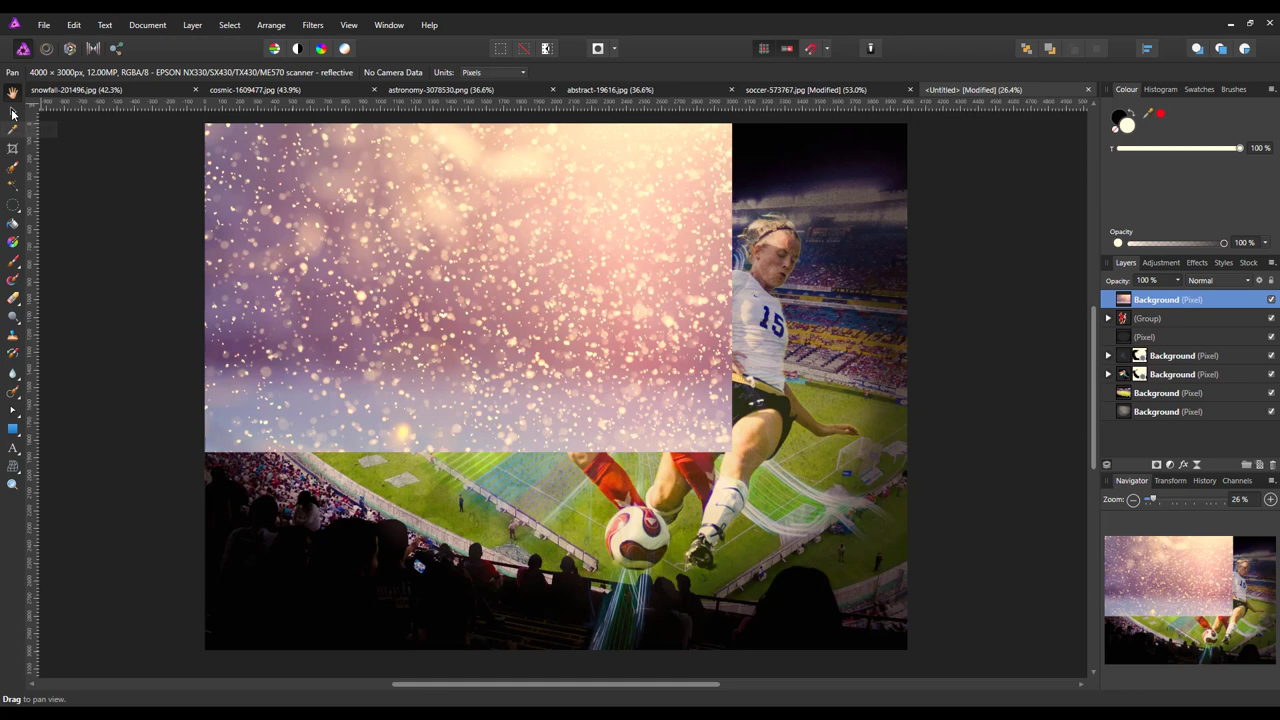 File Edit Text Document Layer Select Arrange Filters View Window Help
Pan 4000 × 3000px, 12.00MP, RGBA/8 - EPSON NX330/SX430/TX430/ME570 scanner - reflective No Camera Data Units: Pixels
snowfall-201496.jpg (42.3%) cosmic-1609477.jpg (43.9%) astronomy-3078530.png (36.6%) abstract-19616.jpg (36.6%) soccer-573767.jpg [Modified] (53.0%) <Untitled> [Modified] (26.4%)
Colour Histogram Swatches Brushes
T 100 %
Opacity
100 %
Layers Adjustment Effects Styles Stock
Opacity: 100 % Normal
Background (Pixel)
(Group)
(Pixel)
Background (Pixel)
Background (Pixel)
Background (Pixel)
Background (Pixel)
Navigator Transform History Channels
Zoom: 26 %
15
Drag to pan view.